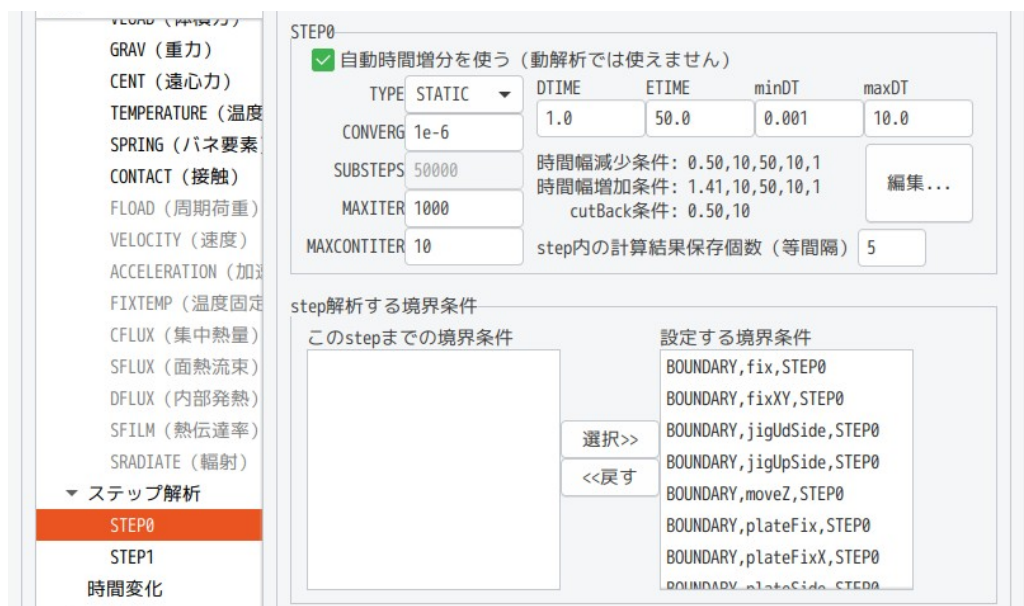 GRAV (重力)
CENT (遠心力)
TEMPERATURE (温度
SPRING (バネ要素
CONTACT (接触)
FLOAD (周期荷重)
VELOCITY (速度)
ACCELERATION (加速
FIXTEMP (温度固定
CFLUX (集中熱量)
SFLUX (面熱流束)
DFLUX (内部発熱)
SFILM (熱伝達率)
SRADIATE (輻射)
ステップ解析
STEP0
STEP1
時間変化
STEP0
自動時間増分を使う (動解析では使えません)
TYPE STATIC
CONVERG 1e-6
SUBSTEPS 50000
MAXITER 1000
MAXCONTITER 10
DTIME ETIME minDT maxDT
1.0 50.0 0.001 10.0
時間幅減少条件: 0.50,10,50,10,1
時間幅増加条件: 1.41,10,50,10,1
cutBack条件: 0.50,10
編集...
step内の計算結果保存個数 (等間隔) 5
step解析する境界条件
このstepまでの境界条件
選択>>
<<戻す
設定する境界条件
BOUNDARY,fix,STEP0
BOUNDARY,fixXY,STEP0
BOUNDARY,jigUdSide,STEP0
BOUNDARY,jigUpSide,STEP0
BOUNDARY,moveZ,STEP0
BOUNDARY,plateFix,STEP0
BOUNDARY,plateFixX,STEP0
BOUNDARY,plateSide,STEP0